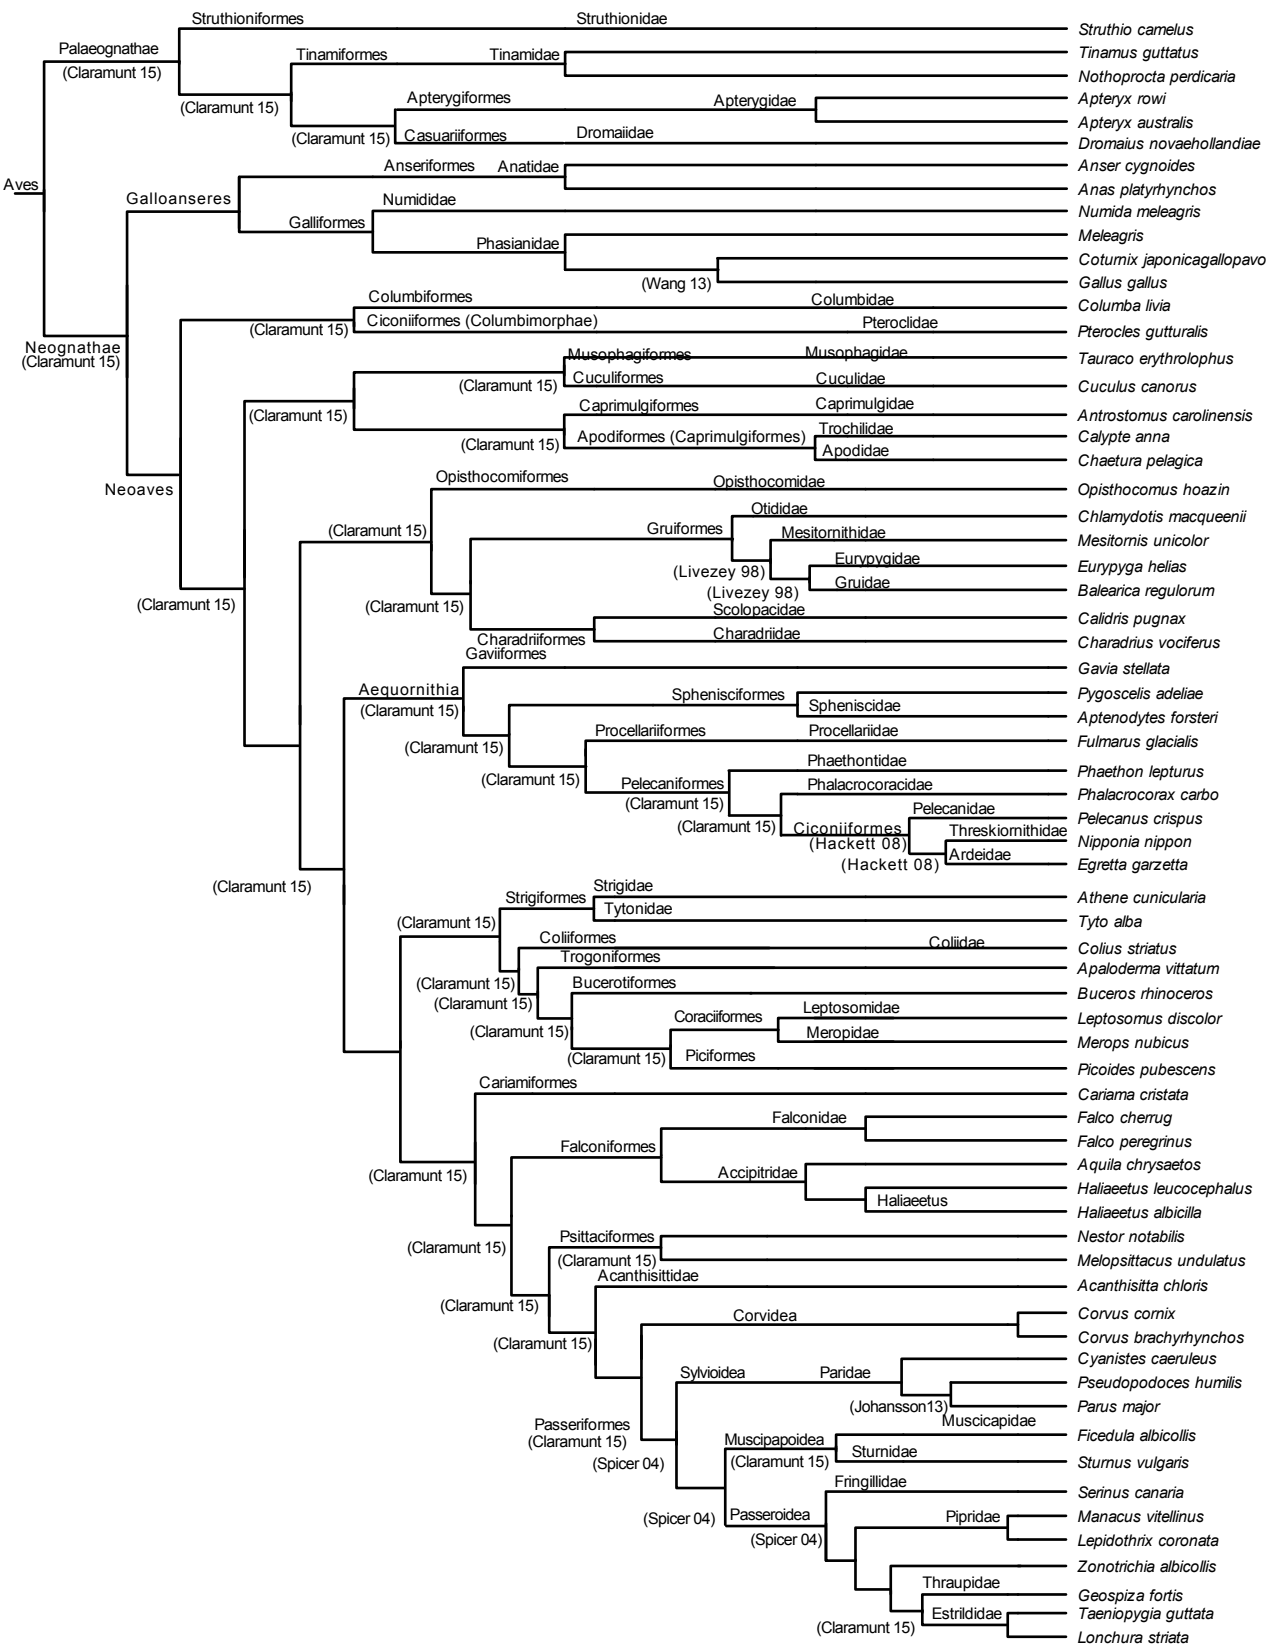 Struthioniformes Struthionidae
Struthio camelus
Palaeognathae
(Claramunt 15)
Tinamiformes Tinamidae
Tinamus guttatus
Nothoprocta perdicaria
(Claramunt 15)
Apterygiformes Apterygidae
Apteryx rowi
Apteryx australis
(Claramunt 15)
Casuariiformes Dromaiidae
Dromaius novaehollandiae
Aves
Anseriformes Anatidae
Anser cygnoides
Anas platyrhynchos
Galloanseres
Numididae
Numida meleagris
Galliformes
Phasianidae
Meleagris
Coturnix japonicagallopavo
(Wang 13)
Gallus gallus
Columbiformes Columbidae
Columba livia
(Claramunt 15)
Ciconiiformes (Columbimorphae) Pteroclidae
Pterocles gutturalis
Neognathae
(Claramunt 15)
Musophagiformes Musophagidae
Tauraco erythrolophus
(Claramunt 15)
Cuculiformes Cuculidae
Cuculus canorus
(Claramunt 15)
Caprimulgiformes Caprimulgidae
Antrostomus carolinensis
(Claramunt 15)
Apodiformes (Caprimulgiformes)
Trochilidae
Calypte anna
Apodidae
Chaetura pelagica
Neoaves
Opisthocomiformes Opisthocomidae
Opisthocomus hoazin
(Claramunt 15)
Gruiformes
Otididae
Chlamydotis macqueenii
Mesitornithidae
Mesitornis unicolor
(Livezey 98)
Eurypygidae
Eurypyga helias
(Livezey 98)
Gruidae
Balearica regulorum
(Claramunt 15)
(Claramunt 15)
Scolopacidae
Calidris pugnax
Charadriiformes
Charadriidae
Charadrius vociferus
Gaviiformes
Gavia stellata
Aequornithia
(Claramunt 15)
Sphenisciformes
Spheniscidae
Pygoscelis adeliae
Aptenodytes forsteri
(Claramunt 15)
Procellariiformes Procellariidae
Fulmarus glacialis
(Claramunt 15)
Pelecaniformes
(Claramunt 15)
Phaethontidae
Phaethon lepturus
Phalacrocoracidae
Phalacrocorax carbo
(Claramunt 15)
Ciconiiformes
(Hackett 08)
Pelecanidae
Pelecanus crispus
Threskiornithidae
Nipponia nippon
(Hackett 08)
Ardeidae
Egretta garzetta
(Claramunt 15)
(Claramunt 15)
Strigiformes
Strigidae
Athene cunicularia
Tytonidae
Tyto alba
Coliiformes Coliidae
Colius striatus
(Claramunt 15)
Trogoniformes
Apaloderma vittatum
(Claramunt 15)
Bucerotiformes
Buceros rhinoceros
(Claramunt 15)
Coraciiformes
Leptosomidae
Leptosomus discolor
Meropidae
Merops nubicus
(Claramunt 15)
Piciformes
Picoides pubescens
Cariamiformes
Cariama cristata
(Claramunt 15)
Falconiformes
Falconidae
Falco cherrug
Falco peregrinus
Accipitridae
Aquila chrysaetos
Haliaeetus
Haliaeetus leucocephalus
Haliaeetus albicilla
(Claramunt 15)
Psittaciformes
(Claramunt 15)
Nestor notabilis
Melopsittacus undulatus
(Claramunt 15)
Acanthisittidae
Acanthisitta chloris
(Claramunt 15)
Corvidea
Corvus cornix
Corvus brachyrhynchos
Sylvioidea Paridae
Cyanistes caeruleus
Pseudopodoces humilis
(Johansson13)
Parus major
Passeriformes
(Claramunt 15)
(Spicer 04)
Muscipapoidea
(Claramunt 15)
Muscicapidae
Ficedula albicollis
Sturnidae
Sturnus vulgaris
(Spicer 04)
Passeroidea
(Spicer 04)
Fringillidae
Serinus canaria
Pipridae
Manacus vitellinus
Lepidothrix coronata
Zonotrichia albicollis
Thraupidae
Geospiza fortis
(Claramunt 15)
Estrildidae
Taeniopygia guttata
Lonchura striata